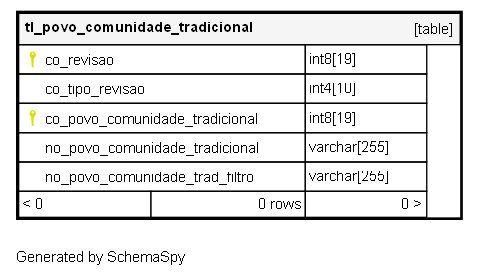 tl_povo_comunidade_tradicional [table]
co_revisao int8[19]
co_tipo_revisao int4[10]
co_povo_comunidade_tradicional int8[19]
no_povo_comunidade_tradicional varchar[255]
no_povo_comunidade_trad_filtro varchar[255]
< 0 0 rows 0 >
Generated by SchemaSpy